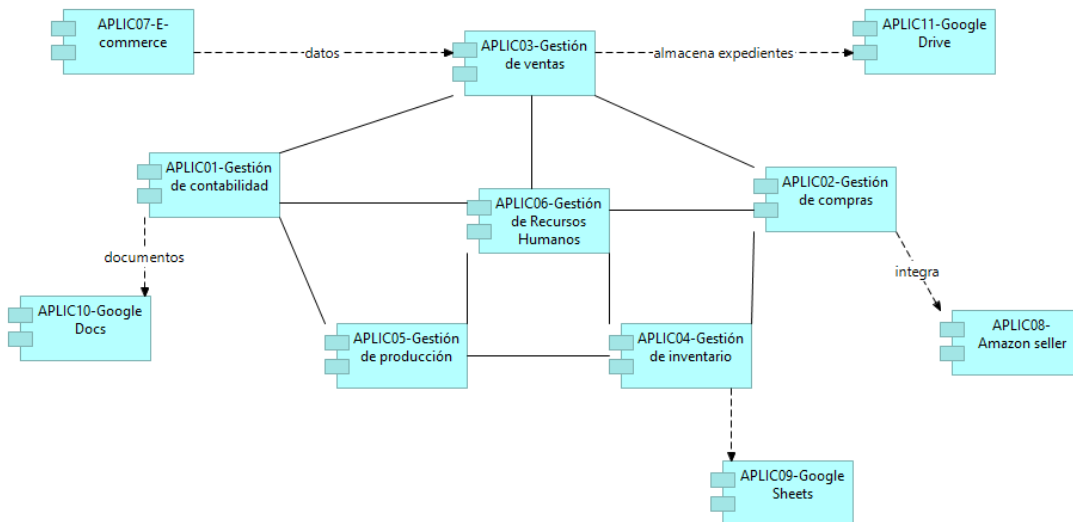 APLIC07-E-
commerce
datos
APLIC03-Gestión
de ventas
almacena expedientes
APLIC11-Google
Drive
APLIC01-Gestión
de contabilidad
APLIC06-Gestión
de Recursos
Humanos
APLIC02-Gestión
de compras
documentos
integra
APLIC10-Google
Docs
APLIC05-Gestión
de producción
APLIC04-Gestión
de inventario
APLIC08-
Amazon seller
APLIC09-Google
Sheets